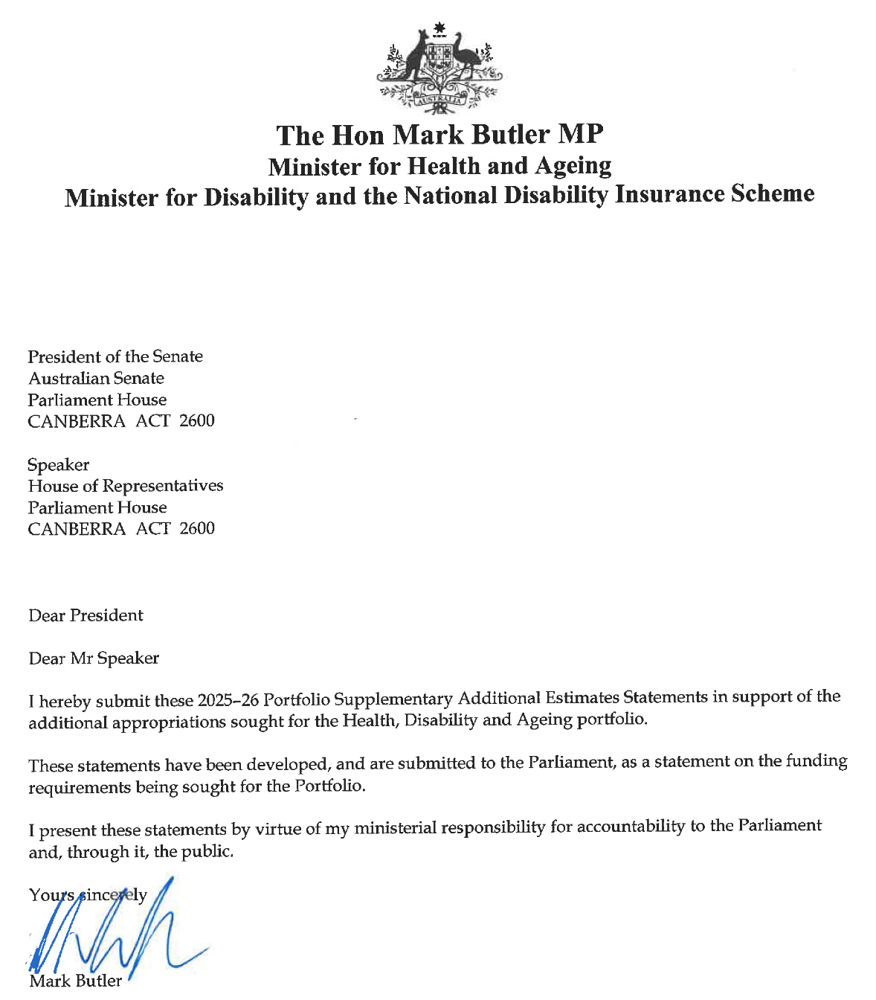 AUSTRALIA
The Hon Mark Butler MP
Minister for Health and Ageing
Minister for Disability and the National Disability Insurance Scheme
President of the Senate
Australian Senate
Parliament House
CANBERRA ACT 2600
Speaker
House of Representatives
Parliament House
CANBERRA ACT 2600
Dear President
Dear Mr Speaker
I hereby submit these 2025–26 Portfolio Supplementary Additional Estimates Statements in support of the
additional appropriations sought for the Health, Disability and Ageing portfolio.
These statements have been developed, and are submitted to the Parliament, as a statement on the funding
requirements being sought for the Portfolio.
I present these statements by virtue of my ministerial responsibility for accountability to the Parliament
and, through it, the public.
Yours sincerely
Mark Butler